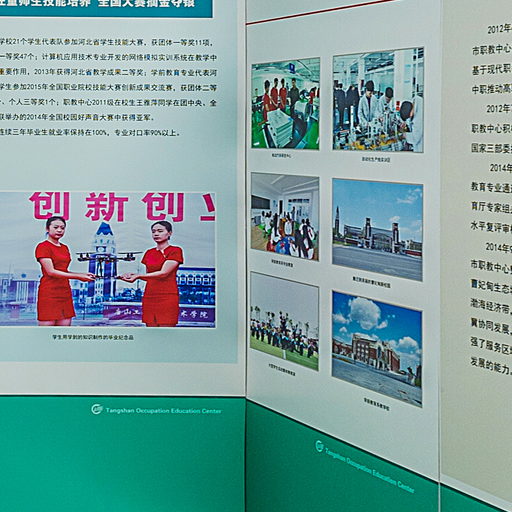 注重师生技能培养 全国大赛摘金夺银
学校21个学生代表队参加河北省学生技能大赛，获团体一等奖11项，
一等奖47个；计算机应用技术专业开发的网络模拟实训系统在教学中
重要作用，2013年获得河北省教学成果二等奖；学前教育专业代表河
生参加2015年全国职业院校技能大赛创新成果交流赛，获团体二等
、个人三等奖1个；职教中心2011级在校生王雅萍同学在团中央、全
联举办的2014年全国校园好声音大赛中获得亚军。
连续三年毕业生就业率保持在100%，专业对口率90%以上。
创新创业
学生用学到的知识制作的毕业纪念品
Tangshan Occupation Education Center
Tangshan Occupation Education Center
2012年
市职教中心
基于现代职
中职推动高
2012年
职教中心积
国家三部委
2014年
教育专业通过
育厅专家组
水平复评审
2014年
市职教中心
曹妃甸生态
渤海经济带
冀协同发展
强了服务区
发展的能力。